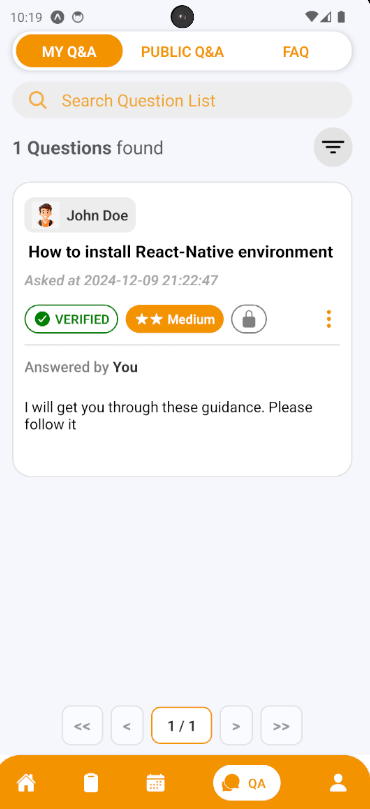 10:19
MY Q&A PUBLIC Q&A FAQ
Search Question List
1 Questions found
John Doe
How to install React-Native environment
Asked at 2024-12-09 21:22:47
VERIFIED ★★ Medium
Answered by You
I will get you through these guidance. Please
follow it
<< < 1 / 1 > >>
QA